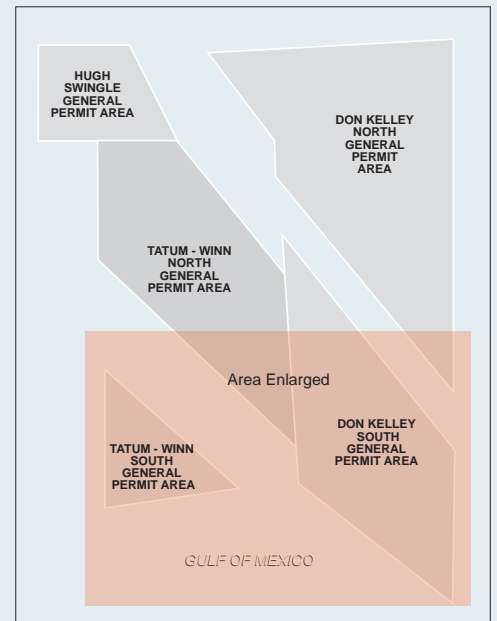 HUGH
SWINGLE
GENERAL
PERMIT AREA
DON KELLEY
NORTH
GENERAL
PERMIT
AREA
TATUM - WINN
NORTH
GENERAL
PERMIT AREA
Area Enlarged
DON KELLEY
SOUTH
GENERAL
PERMIT AREA
TATUM - WINN
SOUTH
GENERAL
PERMIT AREA
GULF OF MEXICO